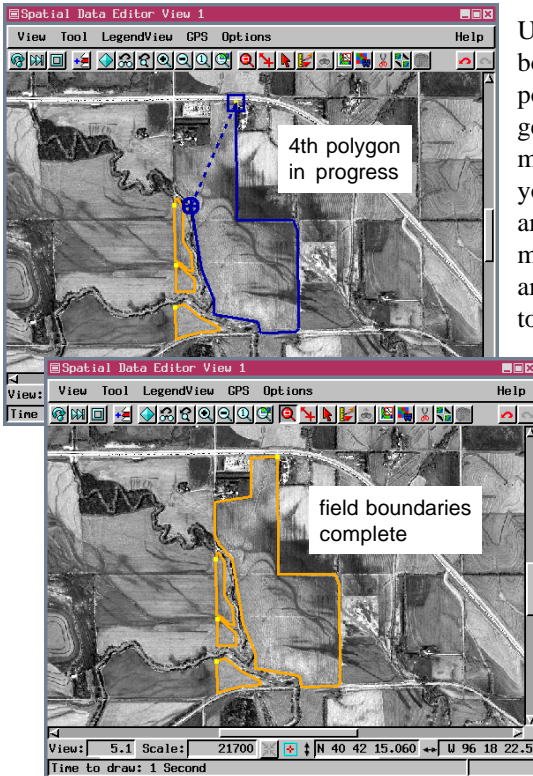 Spatial Data Editor View 1
View Tool LegendView GPS Options Help
4th polygon
in progress
View:
Time
Spatial Data Editor View 1
View Tool LegendView GPS Options Help
field boundaries
complete
View: 5.1 Scale: 21700 N 40 42 15.060 W 96 18 22.5
Time to draw: 1 Second
to